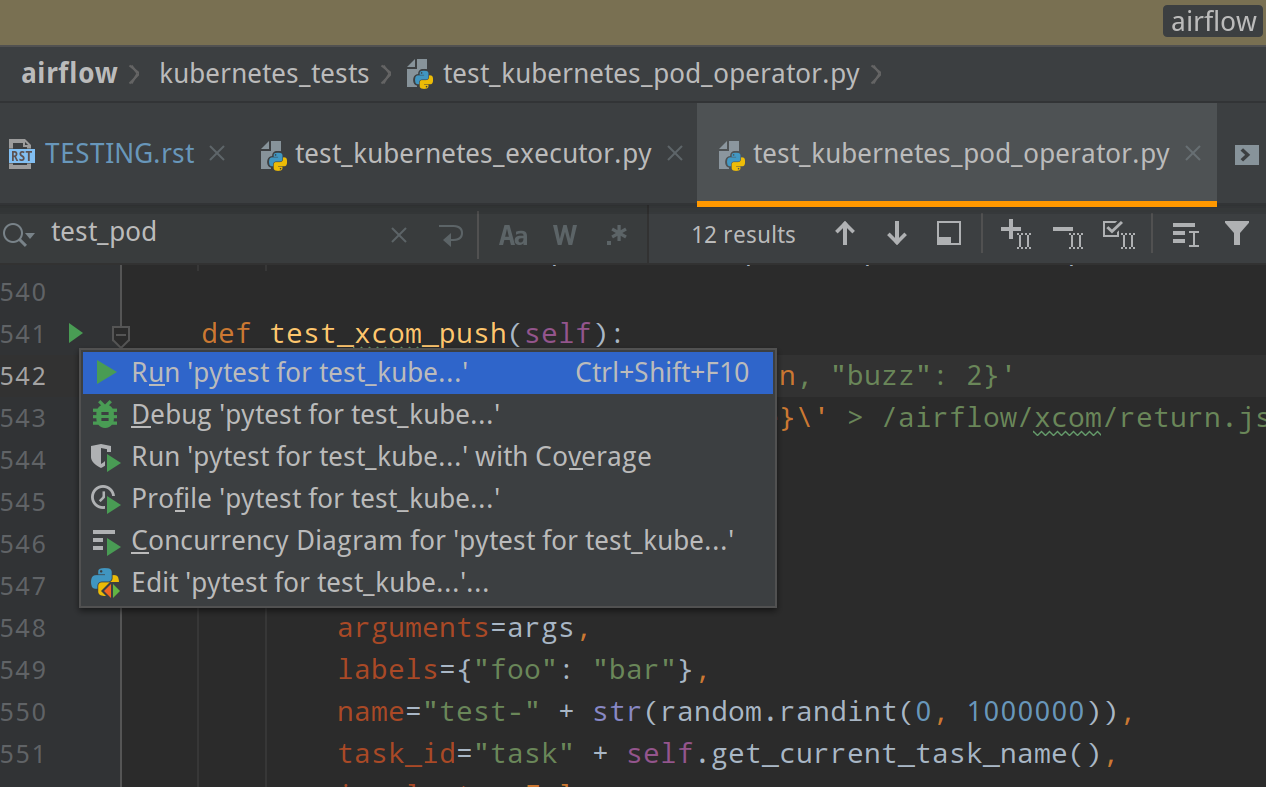 airflow
airflow kubernetes_tests test_kubernetes_pod_operator.py
RST TESTING.rst test_kubernetes_executor.py test_kubernetes_pod_operator.py
test_pod Aa W .* 12 results
540
541 def test_xcom_push(self):
542 n, "buzz": 2}'
543 }\' > /airflow/xcom/return.js
544
545
546
547
Run 'pytest for test_kube...' Ctrl+Shift+F10
Debug 'pytest for test_kube...'
Run 'pytest for test_kube...' with Coverage
Profile 'pytest for test_kube...'
Concurrency Diagram for 'pytest for test_kube...'
Edit 'pytest for test_kube...'...
548 arguments=args,
549 labels={"foo": "bar"},
550 name="test-" + str(random.randint(0, 1000000)),
551 task_id="task" + self.get_current_task_name(),